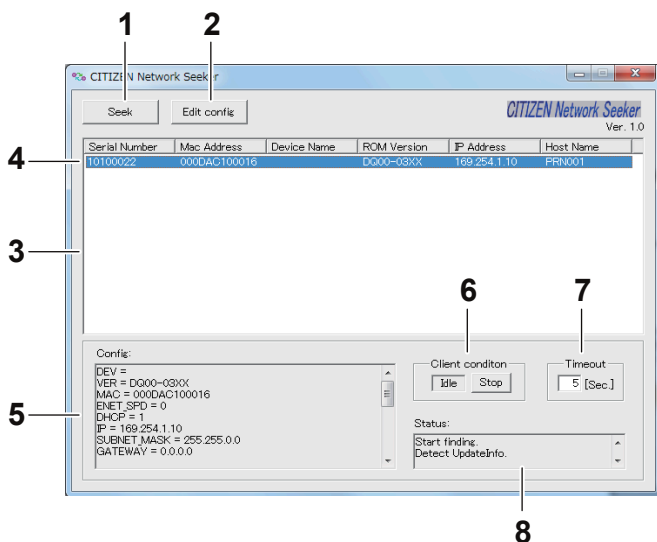 1 2
CITIZEN Network Seeker
Seek Edit config CITIZEN Network Seeker
Ver. 1.0
Serial Number Mac Address Device Name ROM Version IP Address Host Name
4 10100022 000DAC100016 DQ00-03XX 169.254.1.10 PRN001
3
6 7
Config: Client conditon Timeout
DEV =
VER = DQ00-03XX
MAC = 000DAC100016
ENET_SPD = 0
DHCP = 1
IP = 169.254.1.10
SUBNET_MASK = 255.255.0.0
GATEWAY = 0.0.0.0
Idle Stop 5 [Sec.]
5
Status:
Start finding.
Detect UpdateInfo.
8